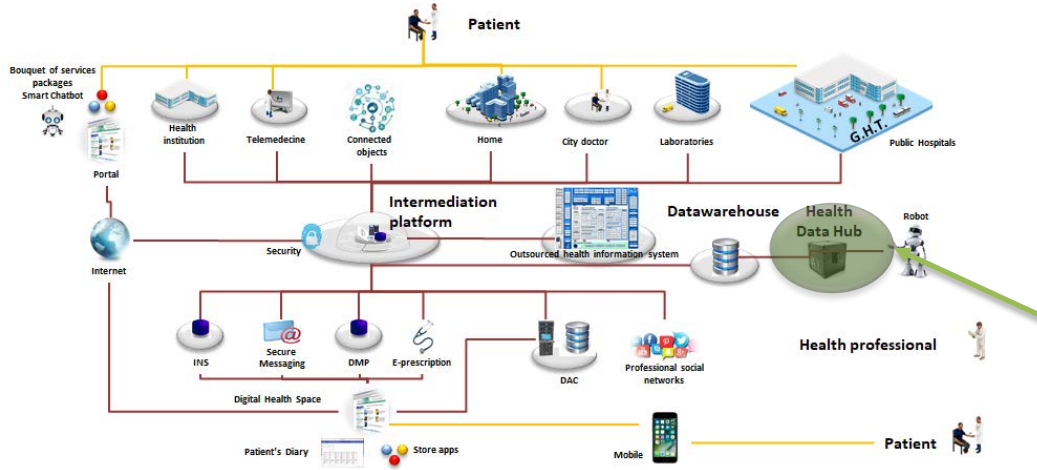 Patient
Bouquet of services
packages
Smart Chatbot
Health
institution
Telemedecine
Connected
objects
Home
City doctor
Laboratories
G.H.T.
Public Hospitals
Portal
Intermediation
platform
Datawarehouse
Health
Data Hub
Robot
Security
Outsourced health information system
Internet
INS
Secure
Messaging
DMP
E-prescription
DAC
Professional social
networks
Health professional
Digital Health Space
Patient's Diary
Store apps
Mobile
Patient